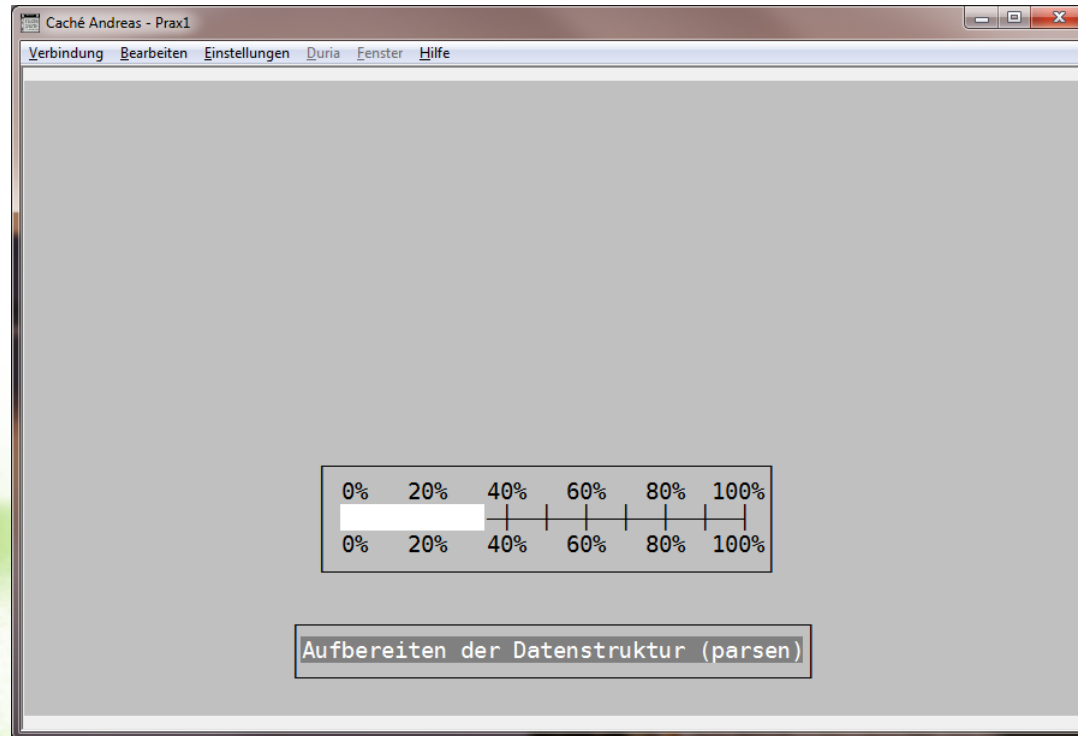 Caché Andreas - Prax1
Verbindung Bearbeiten Einstellungen Duria Fenster Hilfe
0% 20% 40% 60% 80% 100%
0% 20% 40% 60% 80% 100%
Aufbereiten der Datenstruktur (parsen)